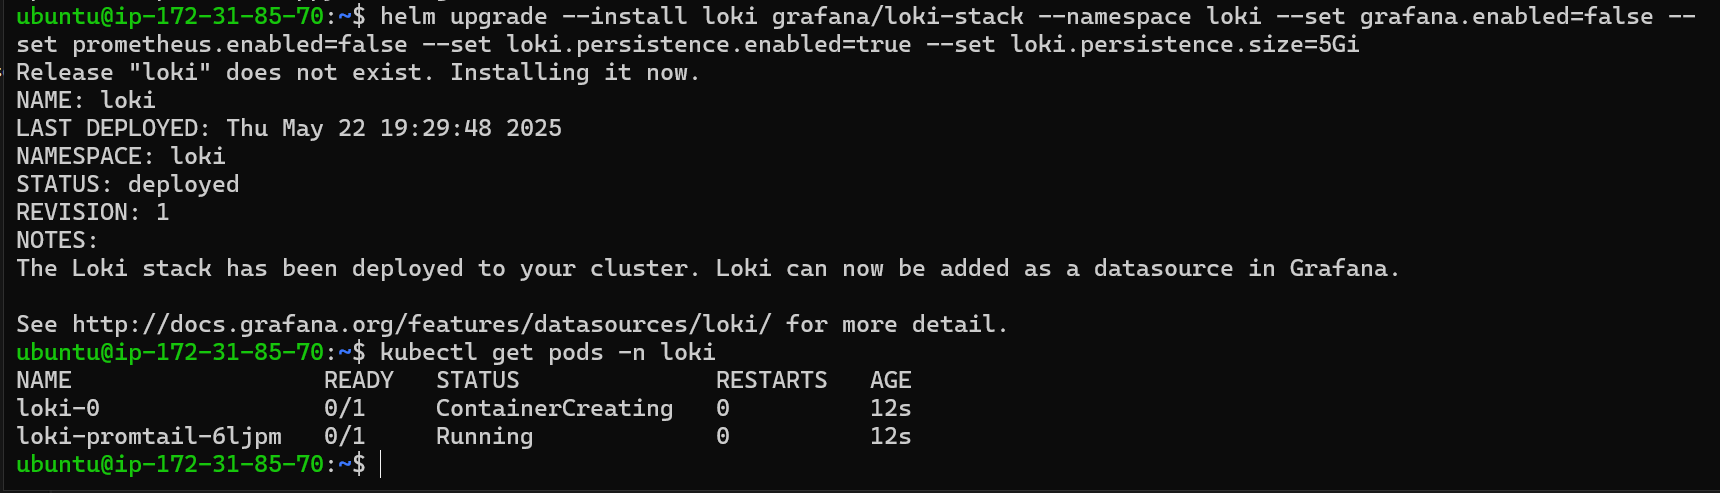 ubuntu@ip-172-31-85-70:~$ helm upgrade --install loki grafana/loki-stack --namespace loki --set grafana.enabled=false --
set prometheus.enabled=false --set loki.persistence.enabled=true --set loki.persistence.size=5Gi
Release "loki" does not exist. Installing it now.
NAME: loki
LAST DEPLOYED: Thu May 22 19:29:48 2025
NAMESPACE: loki
STATUS: deployed
REVISION: 1
NOTES:
The Loki stack has been deployed to your cluster. Loki can now be added as a datasource in Grafana.

See http://docs.grafana.org/features/datasources/loki/ for more detail.
ubuntu@ip-172-31-85-70:~$ kubectl get pods -n loki
NAME                  READY   STATUS              RESTARTS   AGE
loki-0                0/1     ContainerCreating   0          12s
loki-promtail-6ljpm   0/1     Running             0          12s
ubuntu@ip-172-31-85-70:~$